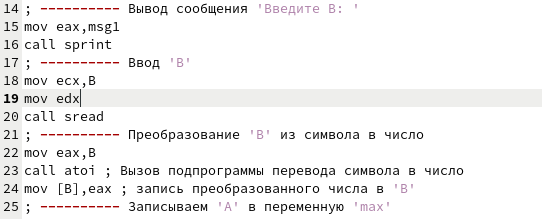 14 ; ---------- Вывод сообщения 'Введите B: '
15 mov eax,msg1
16 call sprint
17 ; ---------- Ввод 'B'
18 mov ecx,B
19 mov edx
20 call sread
21 ; ---------- Преобразование 'B' из символа в число
22 mov eax,B
23 call atoi ; Вызов подпрограммы перевода символа в число
24 mov [B],eax ; запись преобразованного числа в 'B'
25 ; ---------- Записываем 'A' в переменную 'max'